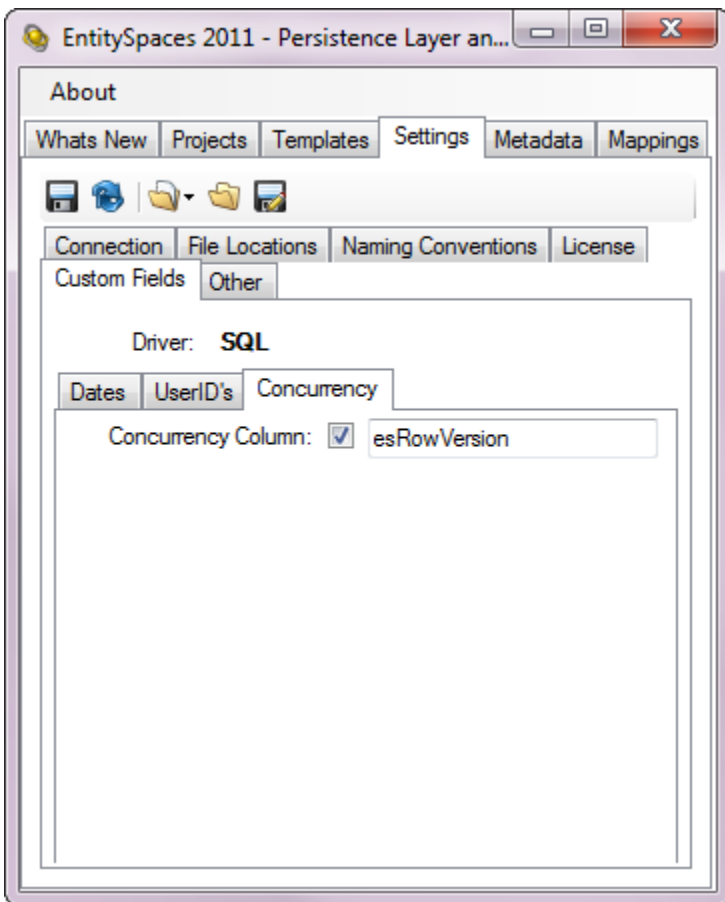 EntitySpaces 2011 - Persistence Layer an...
About
Whats New Projects Templates Settings Metadata Mappings
Connection File Locations Naming Conventions License
Custom Fields Other
Driver: SQL
Dates UserID's Concurrency
Concurrency Column: esRowVersion